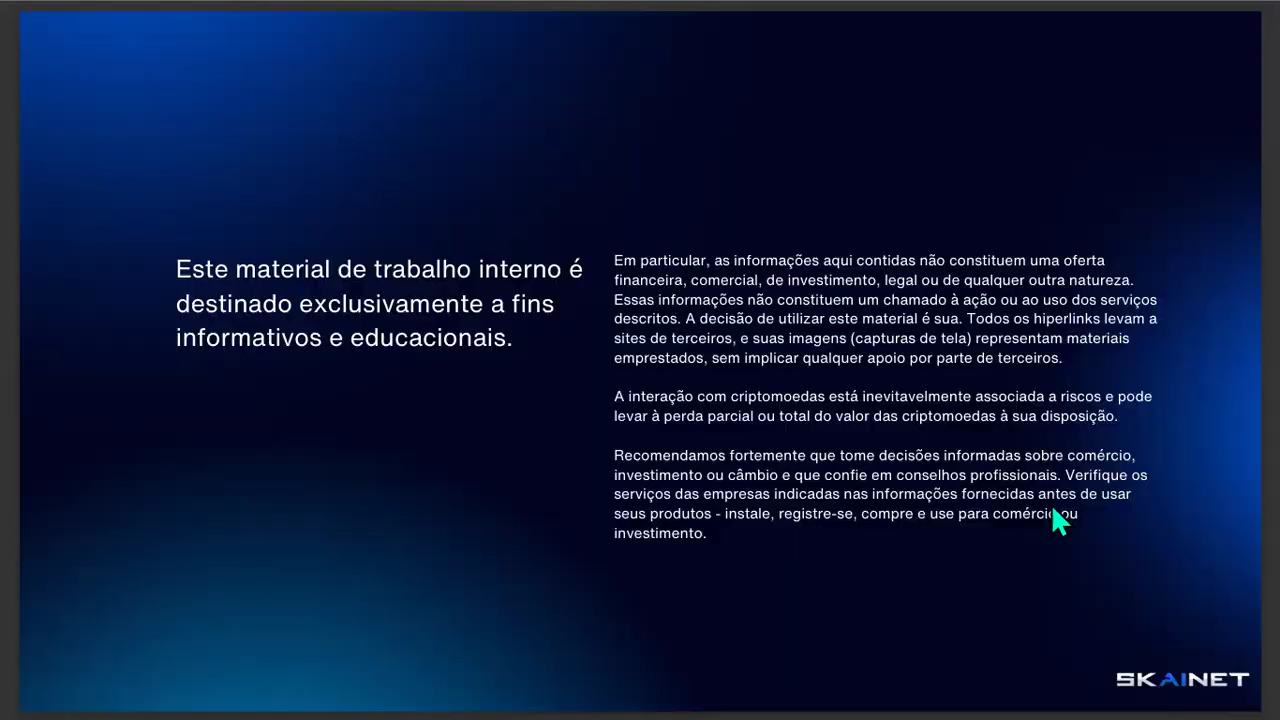 Este material de trabalho interno é
destinado exclusivamente a fins
informativos e educacionais.
Em particular, as informações aqui contidas não constituem uma oferta
financeira, comercial, de investimento, legal ou de qualquer outra natureza.
Essas informações não constituem um chamado à ação ou ao uso dos serviços
descritos. A decisão de utilizar este material é sua. Todos os hiperlinks levam a
sites de terceiros, e suas imagens (capturas de tela) representam materiais
emprestados, sem implicar qualquer apoio por parte de terceiros.
A interação com criptomoedas está inevitavelmente associada a riscos e pode
levar à perda parcial ou total do valor das criptomoedas à sua disposição.
Recomendamos fortemente que tome decisões informadas sobre comércio,
investimento ou câmbio e que confie em conselhos profissionais. Verifique os
serviços das empresas indicadas nas informações fornecidas antes de usar
seus produtos - instale, registre-se, compre e use para comércio ou
investimento.
SKAINET